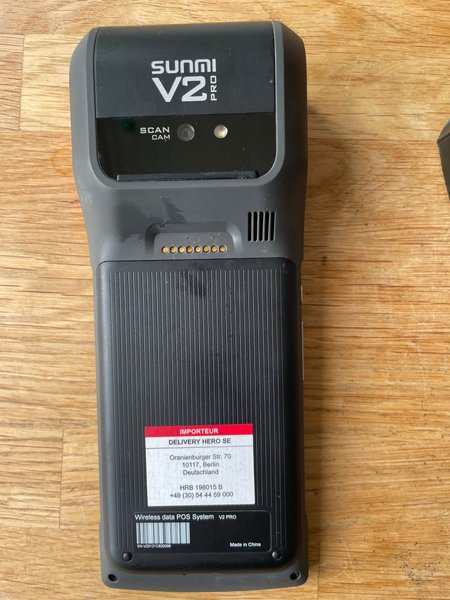 SUNMI
V2 PRO
SCAN
CAM
IMPORTEUR
DELIVERY HERO SE
Oranienburger Str. 70
10117, Berlin
Deutschland
HRB 198015 B
+49 (30) 54 44 59 000
Wireless data POS System V2 PRO
Made in China